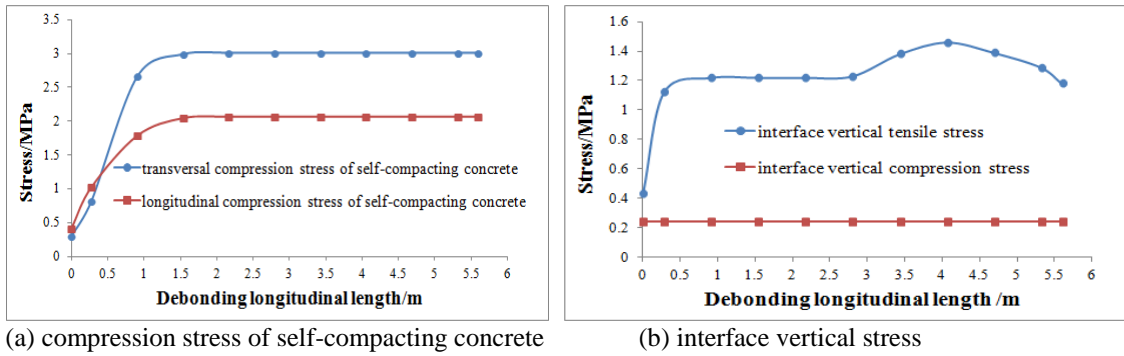 Stress/MPa
3.5
3
2.5
2
1.5
1
0.5
0
transversal compression stress of self-compacting concrete
longitudinal compression stress of self-compacting concrete
0 0.5 1 1.5 2 2.5 3 3.5 4 4.5 5 5.5 6
Debonding longitudinal length/m
(a) compression stress of self-compacting concrete
Stress/MPa
1.6
1.4
1.2
1
0.8
0.6
0.4
0.2
0
interface vertical tensile stress
interface vertical compression stress
0 0.5 1 1.5 2 2.5 3 3.5 4 4.5 5 5.5 6
Debonding longitudinal length /m
(b) interface vertical stress